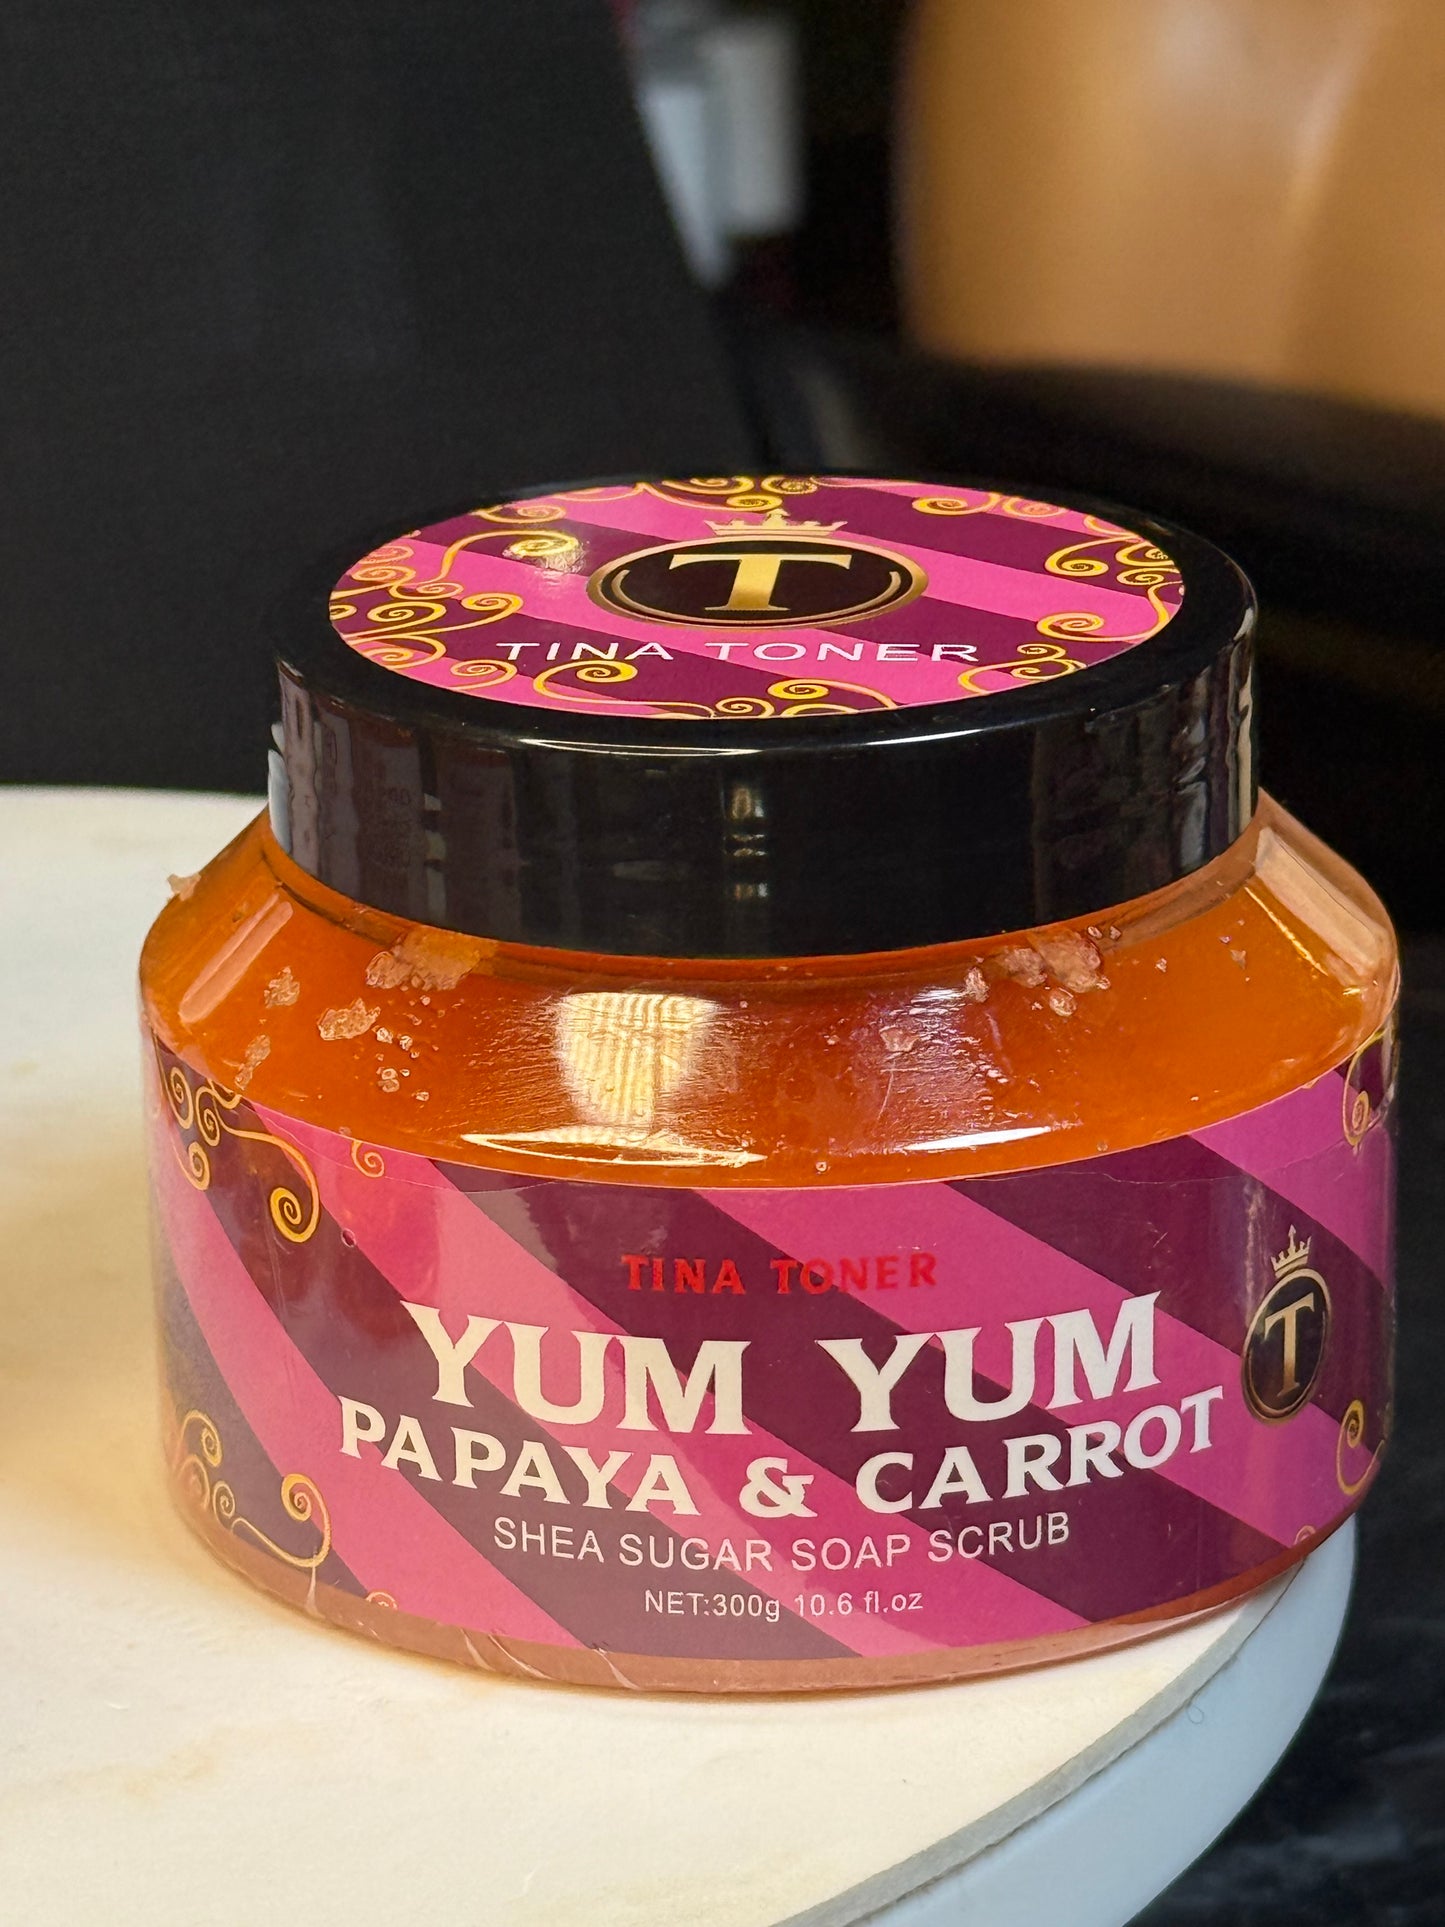 T
TINA TONER
TINA TONER
YUM YUM
PAPAYA & CARROT
SHEA SUGAR SOAP SCRUB
NET:300g 10.6 fl.oz
T